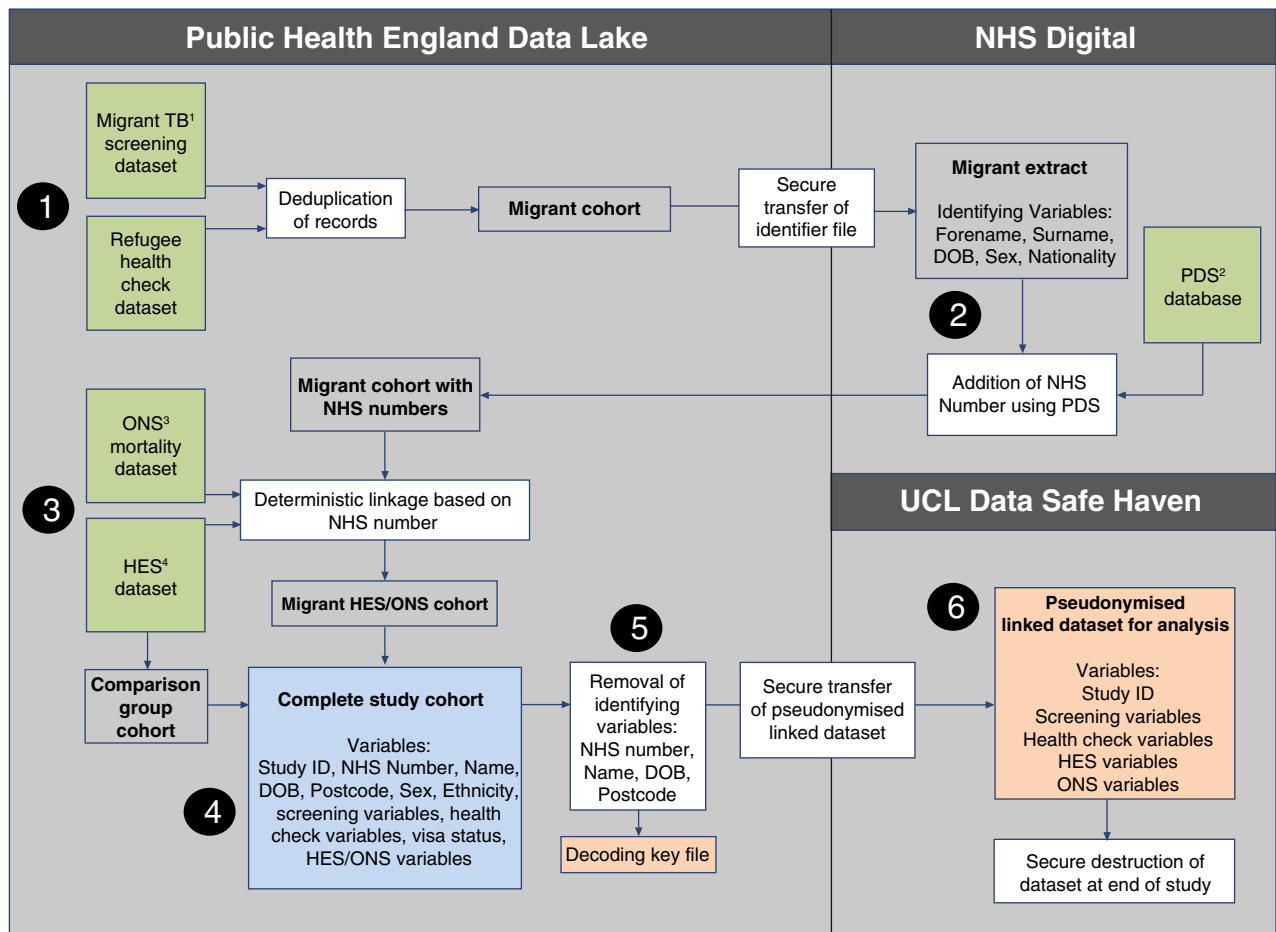 Public Health England Data Lake
NHS Digital
1
Migrant TB¹
screening
dataset
Refugee
health
check
dataset
Deduplication
of records
Migrant cohort
Secure
transfer of
identifier file
Migrant extract
Identifying Variables:
Forename, Surname,
DOB, Sex, Nationality
PDS²
database
2
Addition of NHS
Number using PDS
Migrant cohort with
NHS numbers
3
ONS³
mortality
dataset
HES⁴
dataset
Deterministic linkage based on
NHS number
Migrant HES/ONS cohort
Comparison
group
cohort
4
Complete study cohort
Variables:
Study ID, NHS Number, Name,
DOB, Postcode, Sex, Ethnicity,
screening variables, health
check variables, visa status,
HES/ONS variables
5
Removal of
identifying
variables:
NHS number,
Name, DOB,
Postcode
Decoding key file
Secure transfer
of pseudonymised
linked dataset
UCL Data Safe Haven
6
Pseudonymised
linked dataset for analysis
Variables:
Study ID
Screening variables
Health check variables
HES variables
ONS variables
Secure destruction of
dataset at end of study